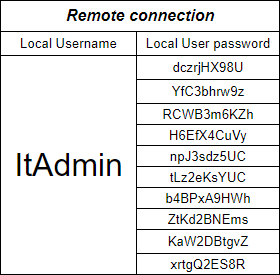 Remote connection
Local Username Local User password
ItAdmin
dczrjHX98U
YfC3bhrw9z
RCWB3m6KZh
H6EfX4CuVy
npJ3sdz5UC
tLz2eKsYUC
b4BPxA9HWh
ZtKd2BNEms
KaW2DBtgvZ
xrtgQ2ES8R